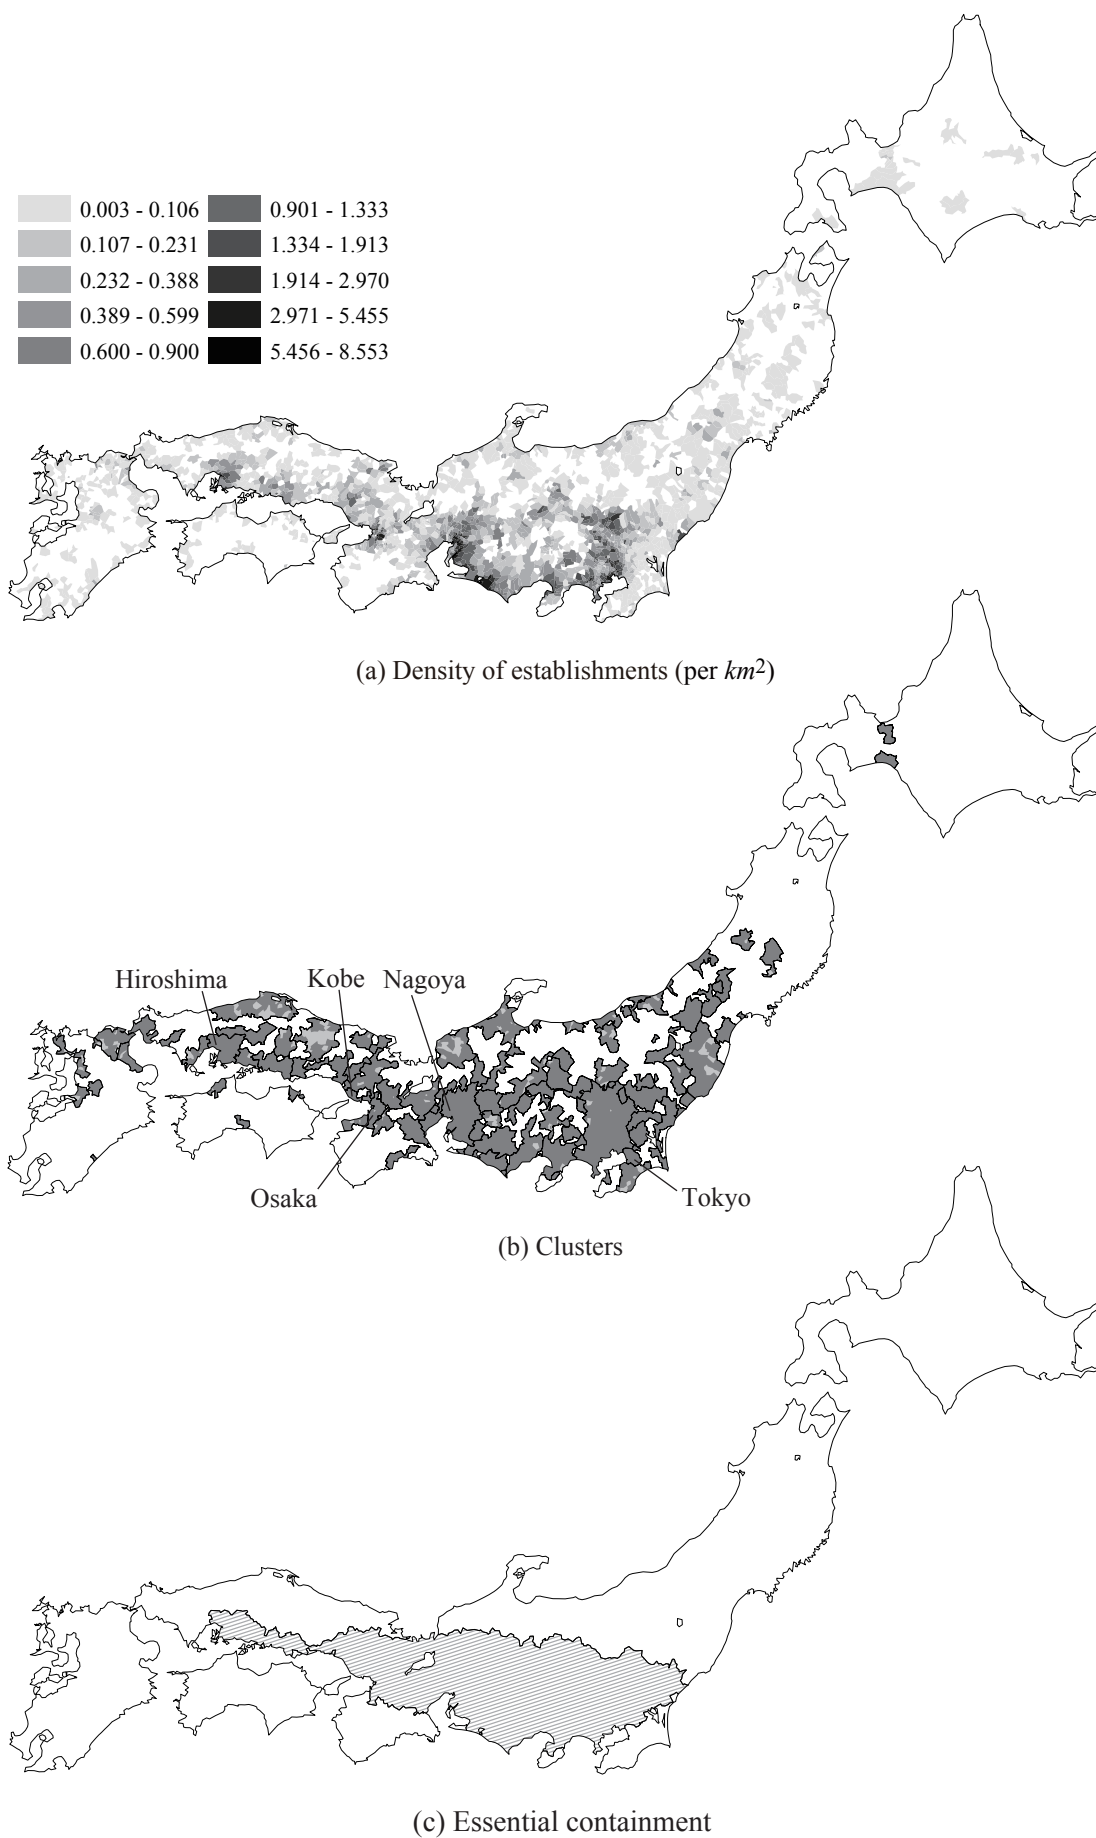 0.003 - 0.106 0.901 - 1.333
0.107 - 0.231 1.334 - 1.913
0.232 - 0.388 1.914 - 2.970
0.389 - 0.599 2.971 - 5.455
0.600 - 0.900 5.456 - 8.553
(a) Density of establishments (per km²)
Hiroshima Kobe Nagoya
Osaka Tokyo
(b) Clusters
(c) Essential containment